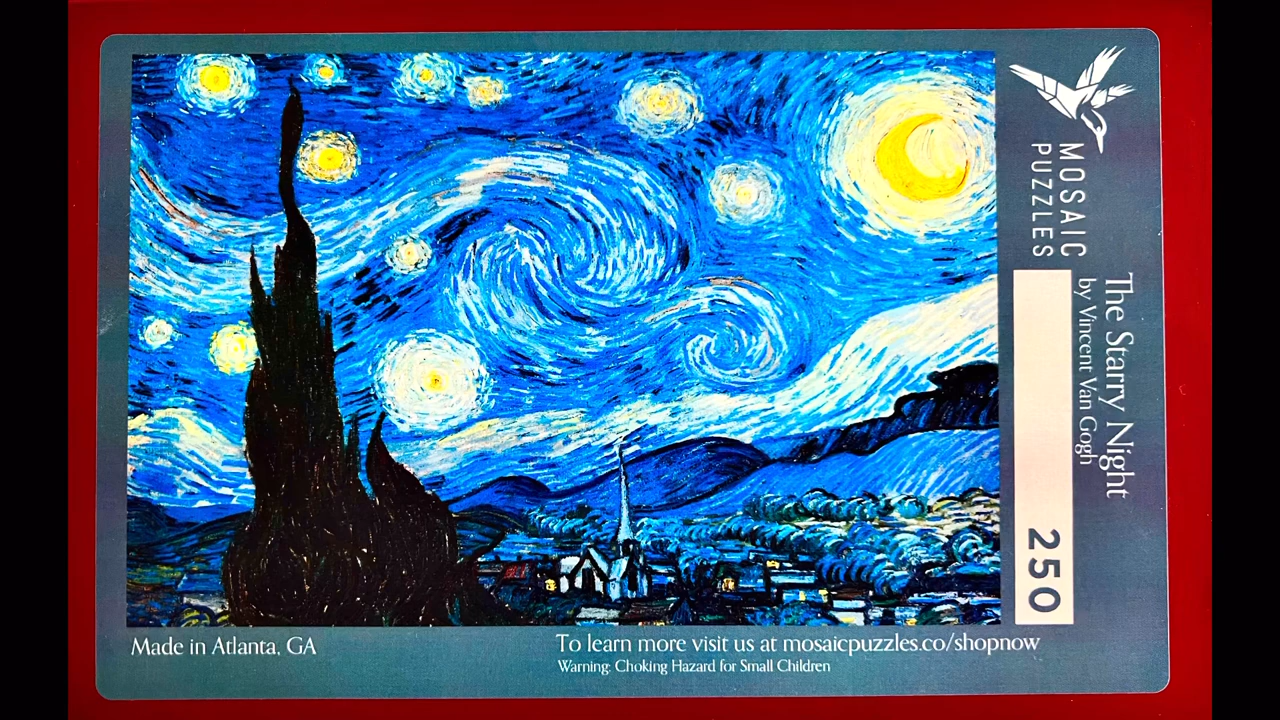 MOSAIC
PUZZLES
The Starry Night
by Vincent Van Gogh
250
Made in Atlanta, GA
To learn more visit us at mosaicpuzzles.co/shopnow
Warning: Choking Hazard for Small Children